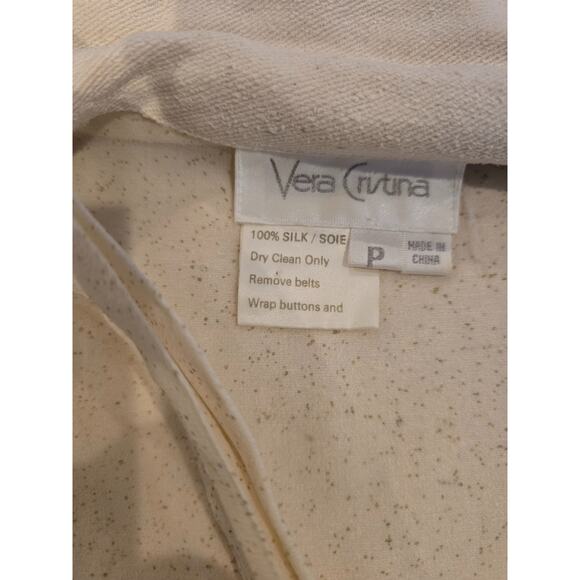 Vera Cristina
100% SILK / SOIE
Dry Clean Only
Remove belts
Wrap buttons and
P
MADE IN
CHINA